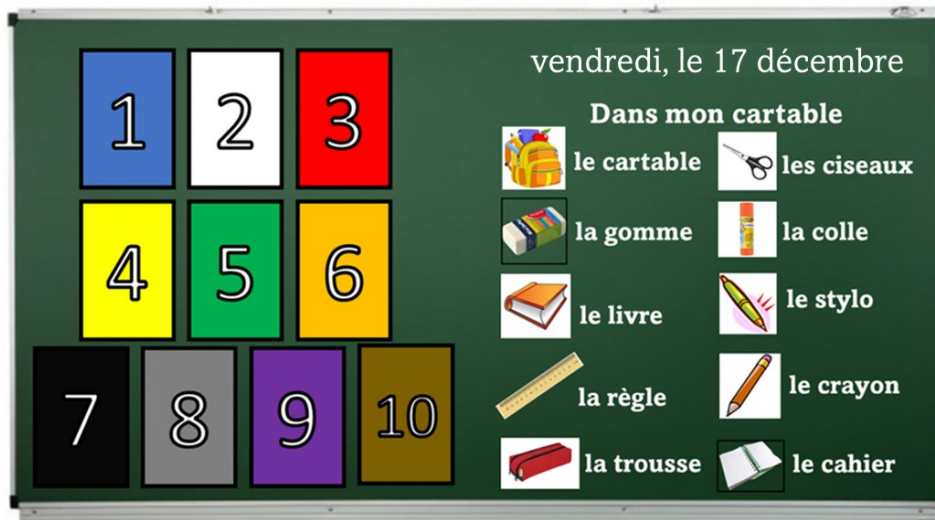 1 2 3
4 5 6
7 8 9 10
vendredi, le 17 décembre
Dans mon cartable
le cartable
les ciseaux
la gomme
la colle
le livre
le stylo
la règle
le crayon
la trousse
le cahier